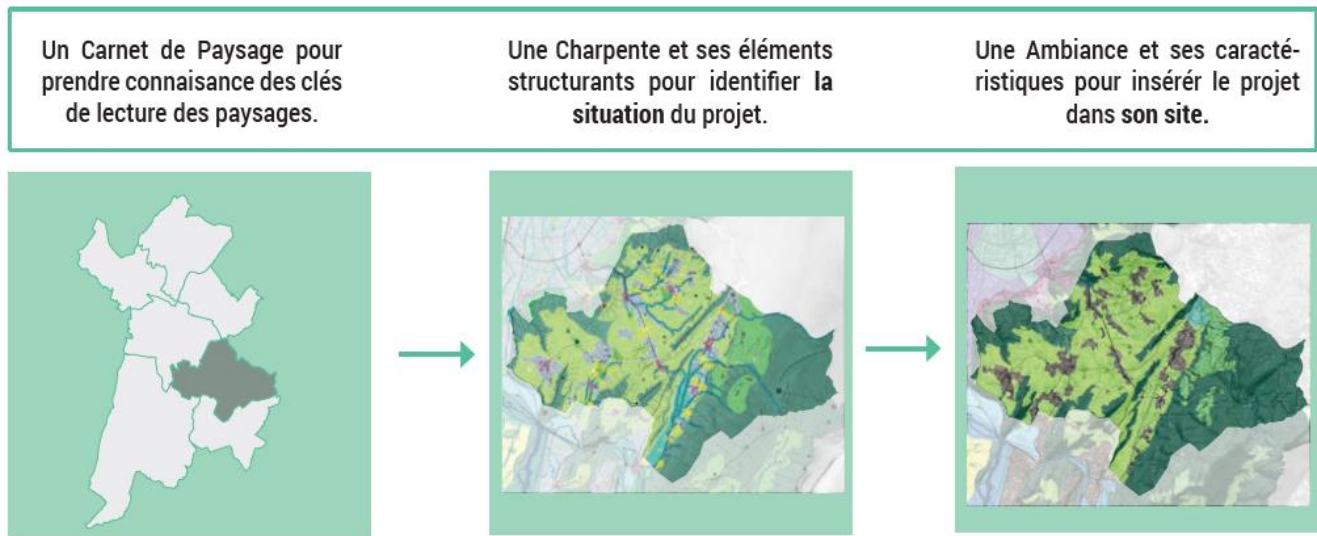 Un Carnet de Paysage pour
prendre connaisance des clés
de lecture des paysages.
Une Charpente et ses éléments
structurants pour identifier la
situation du projet.
Une Ambiance et ses caracté-
ristiques pour insérér le projet
dans son site.